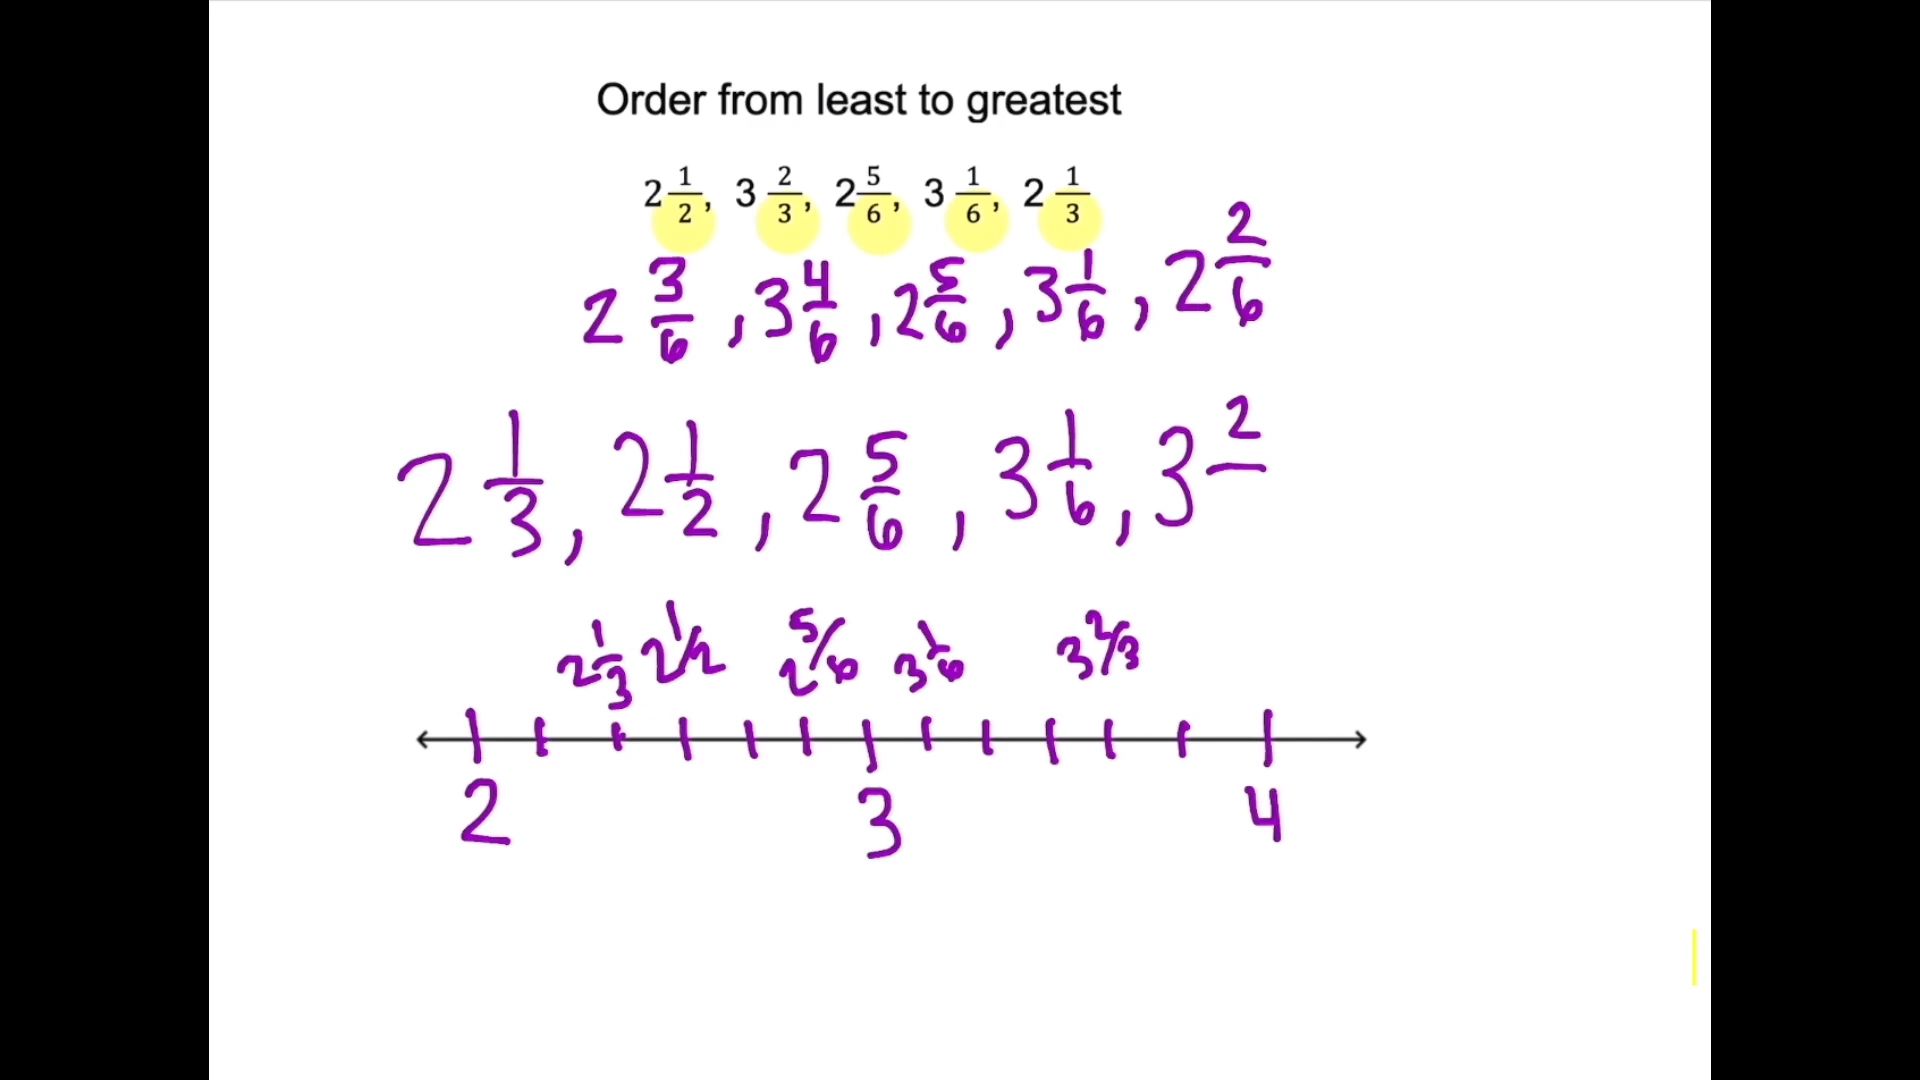 Order from least to greatest
2 1/2, 3 2/3, 2 5/6, 3 1/6, 2 1/3
2 3/6, 3 4/6, 2 5/6, 3 1/6, 2 2/6
2 1/3, 2 1/2, 2 5/6, 3 1/6, 3 2/
2 1/3 2 1/2 2 5/6 3 1/6 3 2/3
2 3 4